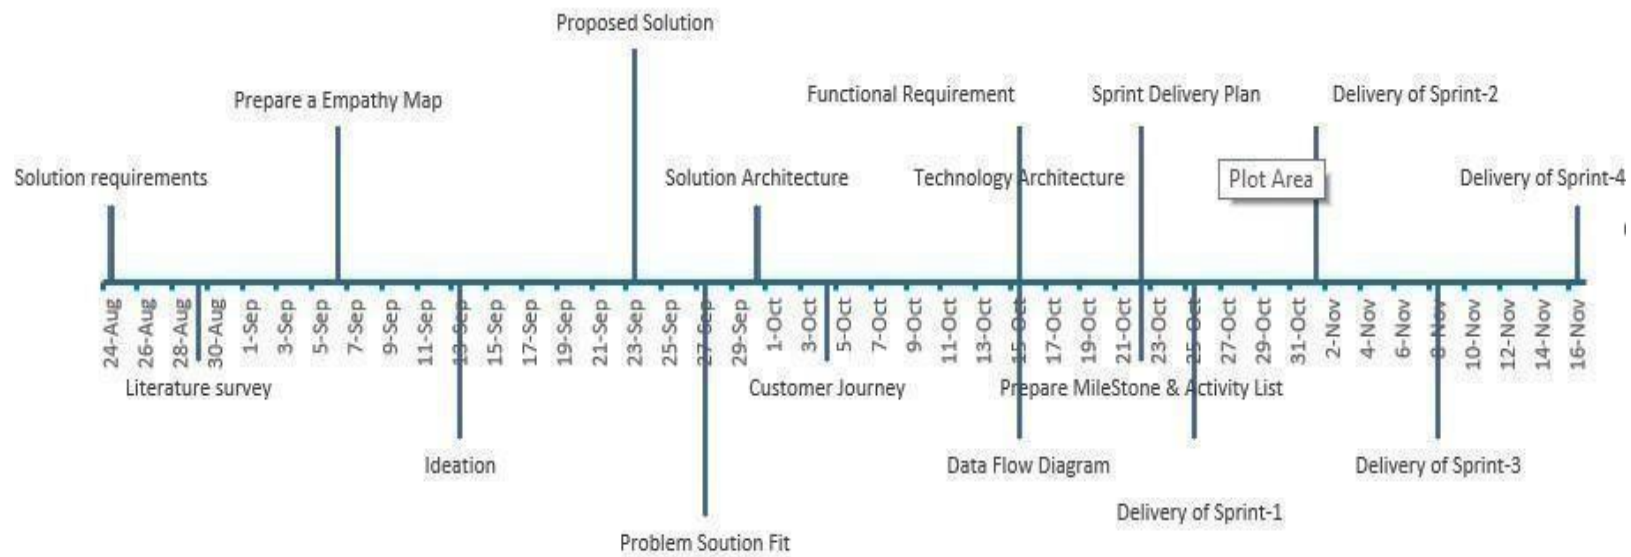 Proposed Solution
Prepare a Empathy Map
Functional Requirement
Sprint Delivery Plan
Delivery of Sprint-2
Solution requirements
Solution Architecture
Technology Architecture
Plot Area
Delivery of Sprint-4
24-Aug
26-Aug
28-Aug
30-Aug
1-Sep
3-Sep
5-Sep
7-Sep
9-Sep
11-Sep
13-Sep
15-Sep
17-Sep
19-Sep
21-Sep
23-Sep
25-Sep
27-Sep
29-Sep
1-Oct
3-Oct
5-Oct
7-Oct
9-Oct
11-Oct
13-Oct
15-Oct
17-Oct
19-Oct
21-Oct
23-Oct
25-Oct
27-Oct
29-Oct
31-Oct
2-Nov
4-Nov
6-Nov
8-Nov
10-Nov
12-Nov
14-Nov
16-Nov
Literature survey
Customer Journey
Prepare MileStone & Activity List
Ideation
Data Flow Diagram
Delivery of Sprint-3
Delivery of Sprint-1
Problem Soution Fit